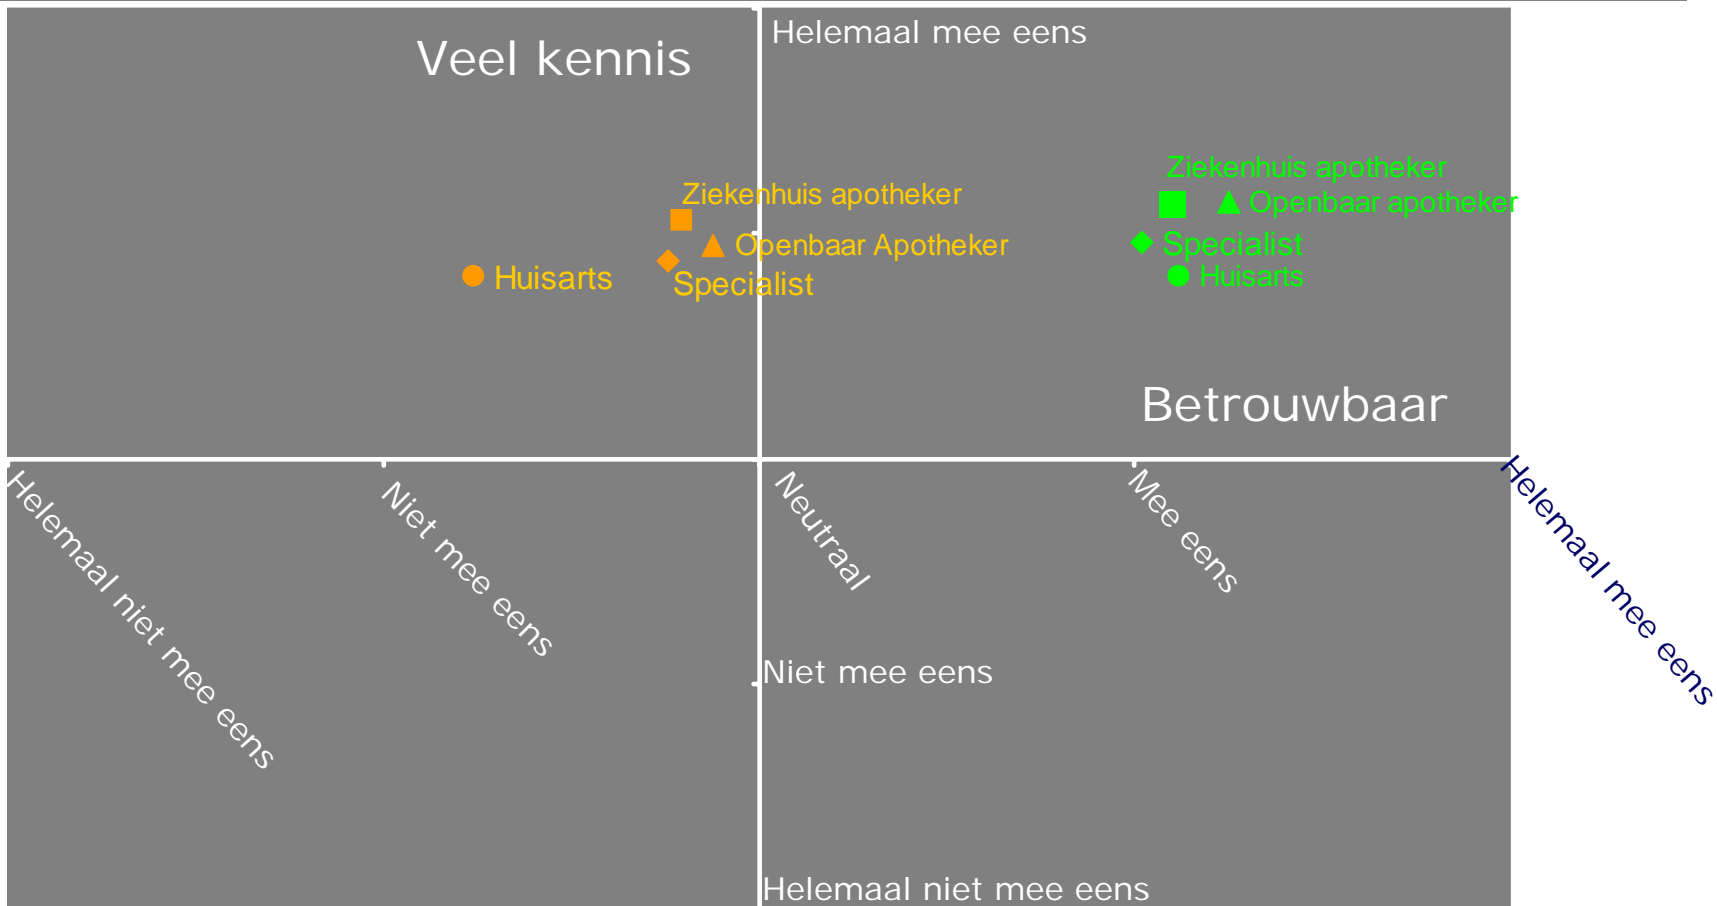 Helemaal mee eens
Veel kennis
Ziekenhuis apotheker
Ziekenhuis apotheker
Openbaar apotheker
Openbaar Apotheker
Specialist
Huisarts
Specialist
Huisarts
Betrouwbaar
Helemaal niet mee eens
Niet mee eens
Neutraal
Mee eens
Helemaal mee eens
Niet mee eens
Helemaal niet mee eens